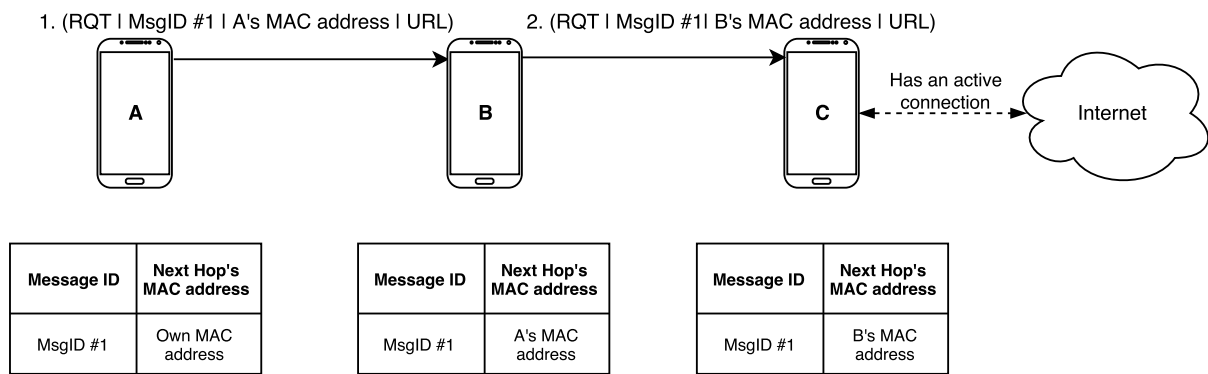 1. (RQT | MsgID #1 | A's MAC address | URL)
2. (RQT | MsgID #1| B's MAC address | URL)
A
B
C
Has an active
connection
Internet
Message ID
Next Hop's
MAC address
MsgID #1
Own MAC
address
Message ID
Next Hop's
MAC address
MsgID #1
A's MAC
address
Message ID
Next Hop's
MAC address
MsgID #1
B's MAC
address